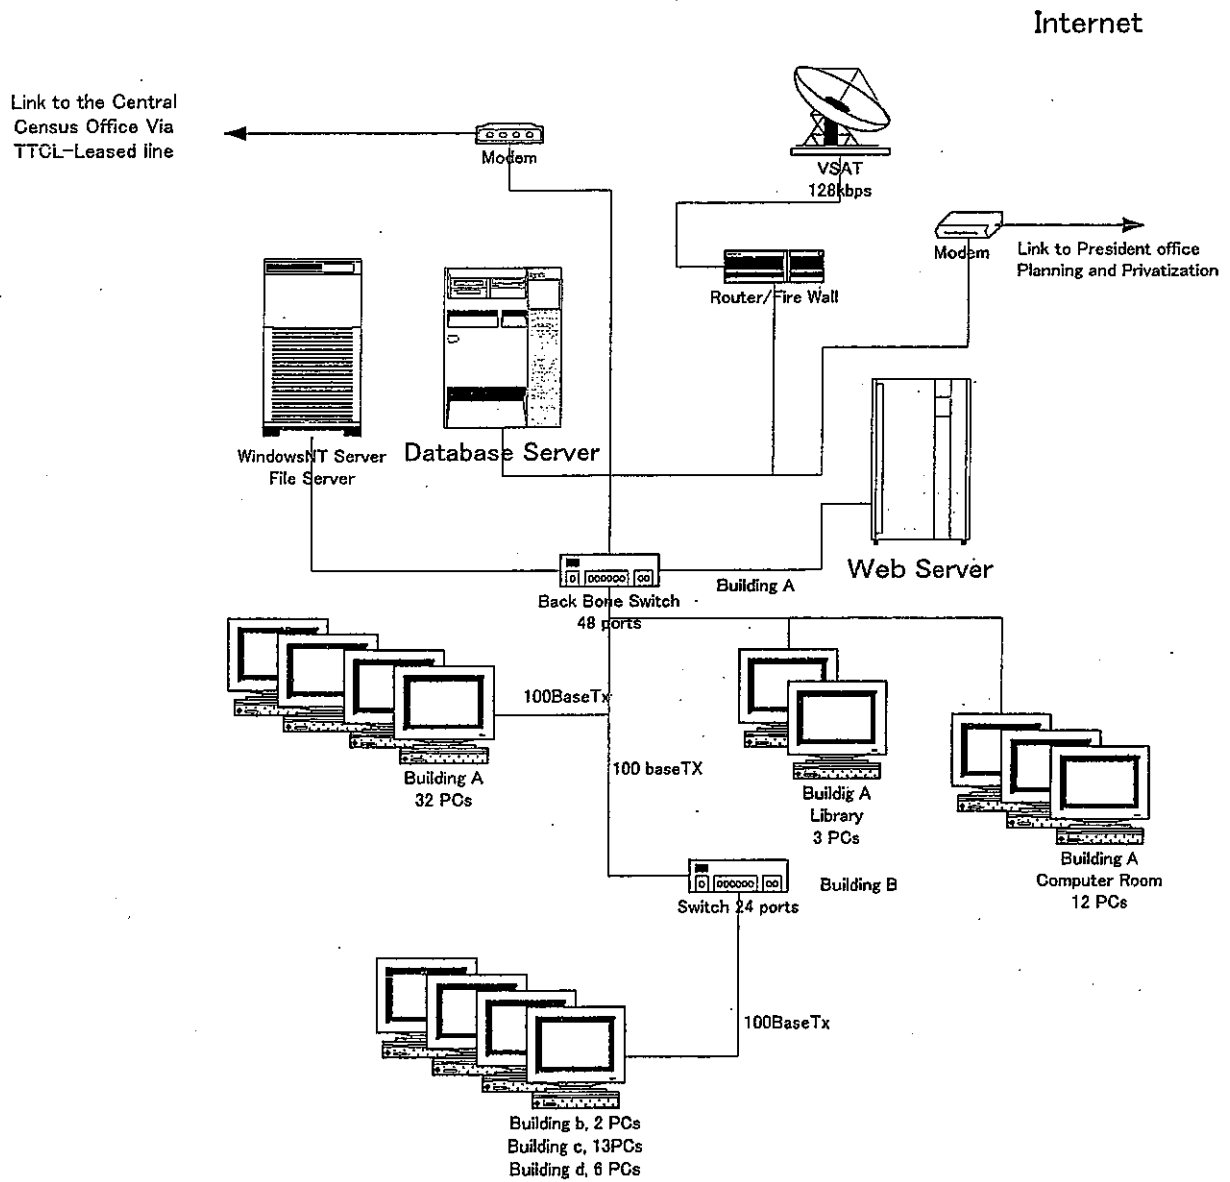 Internet
Link to the Central
Census Office Via
TTCL-Leased line
Modem
VSAT
128kbps
Modem
Link to President office
Planning and Privatization
Router/Fire Wall
WindowsNT Server
File Server
Database Server
Web Server
Building A
Back Bone Switch
48 ports
100BaseTx
100 baseTX
Building A
32 PCs
Buildig A
Library
3 PCs
Building A
Computer Room
12 PCs
Building B
Switch 24 ports
100BaseTx
Building b, 2 PCs
Building c, 13PCs
Building d, 6 PCs